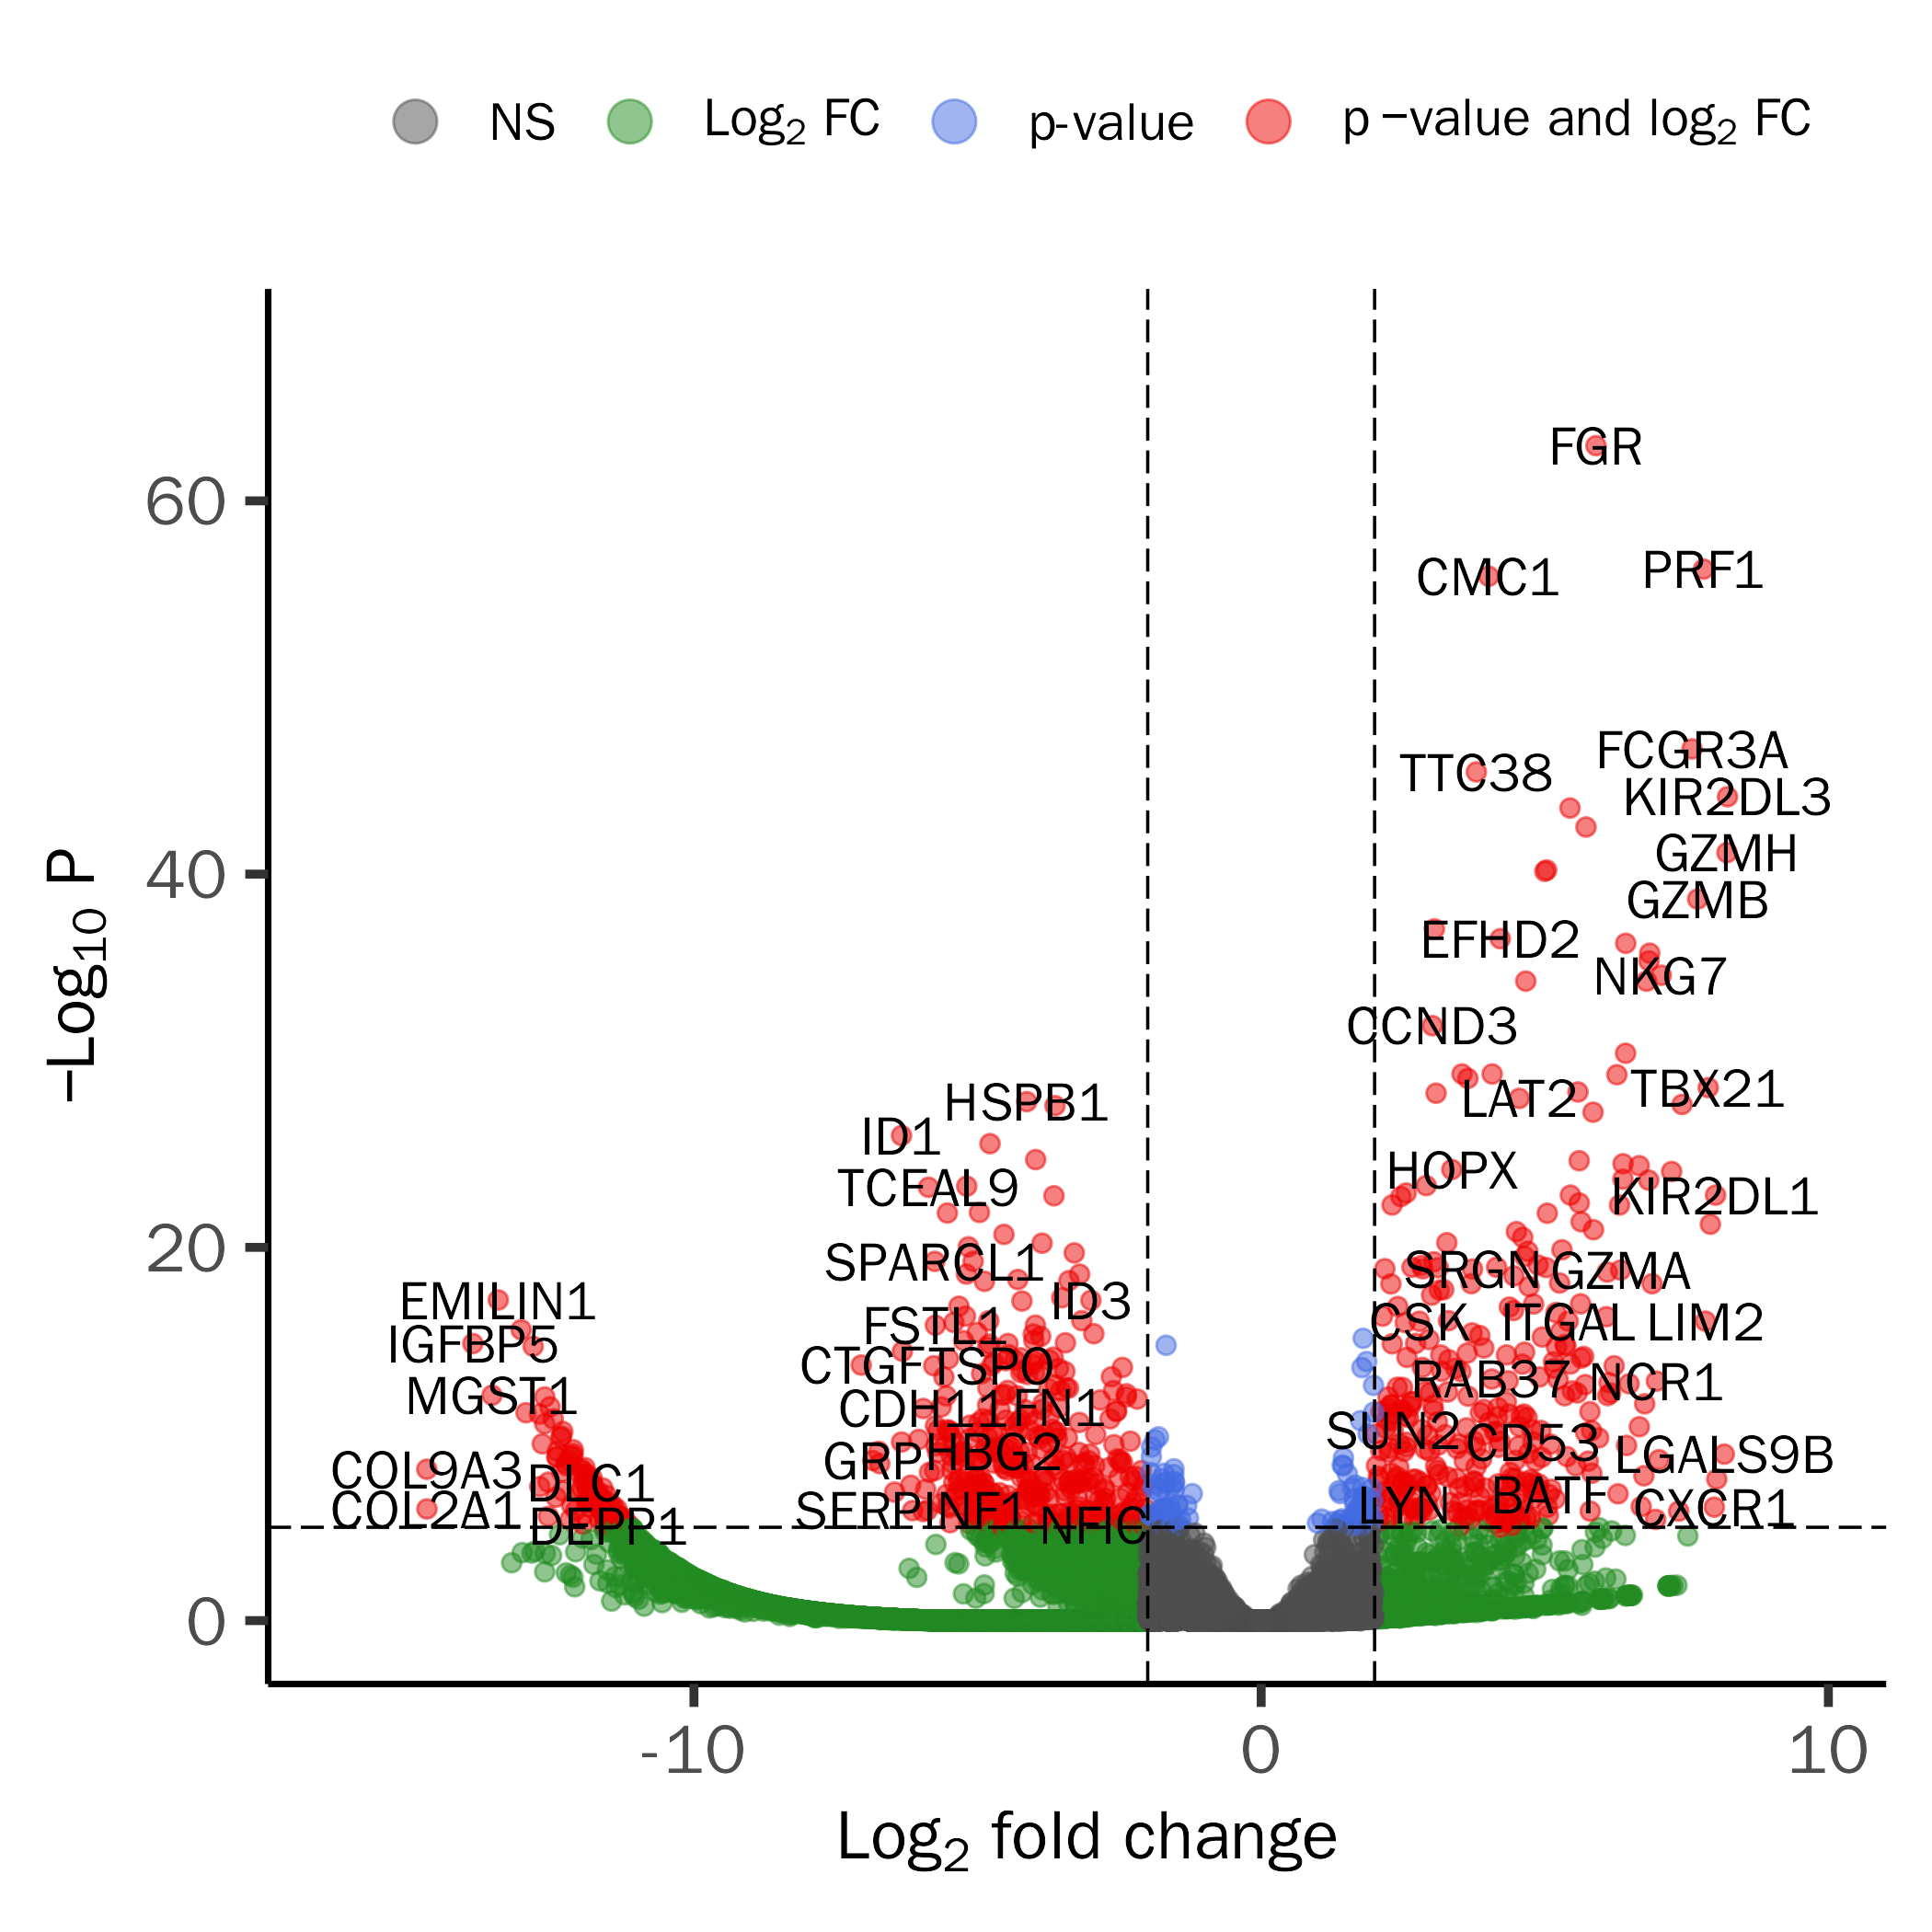 NS Log₂ FC p-value p −value and log₂ FC
FGR
60
CMC1 PRF1
FCGR3A
TTC38
KIR2DL3
GZMH
40
GZMB
EFHD2
NKG7
CCND3
HSPB1 LAT2 TBX21
ID1
HOPX
TCEAL9 KIR2DL1
20
SPARCL1 SRGN GZMA
EMILIN1 ID3
FSTL1 CSK ITGAL LIM2
IGFBP5
CTGF TSPO RAB37 NCR1
MGST1 CDH11 FN1
SUN2 CD53
GRP HBG2 LGALS9B
COL9A3 DLC1
COL2A1 SERPINF1 LYN BATF CXCR1
DEPP1 NFIC
0
−Log₁₀ P
-10 0 10
Log₂ fold change